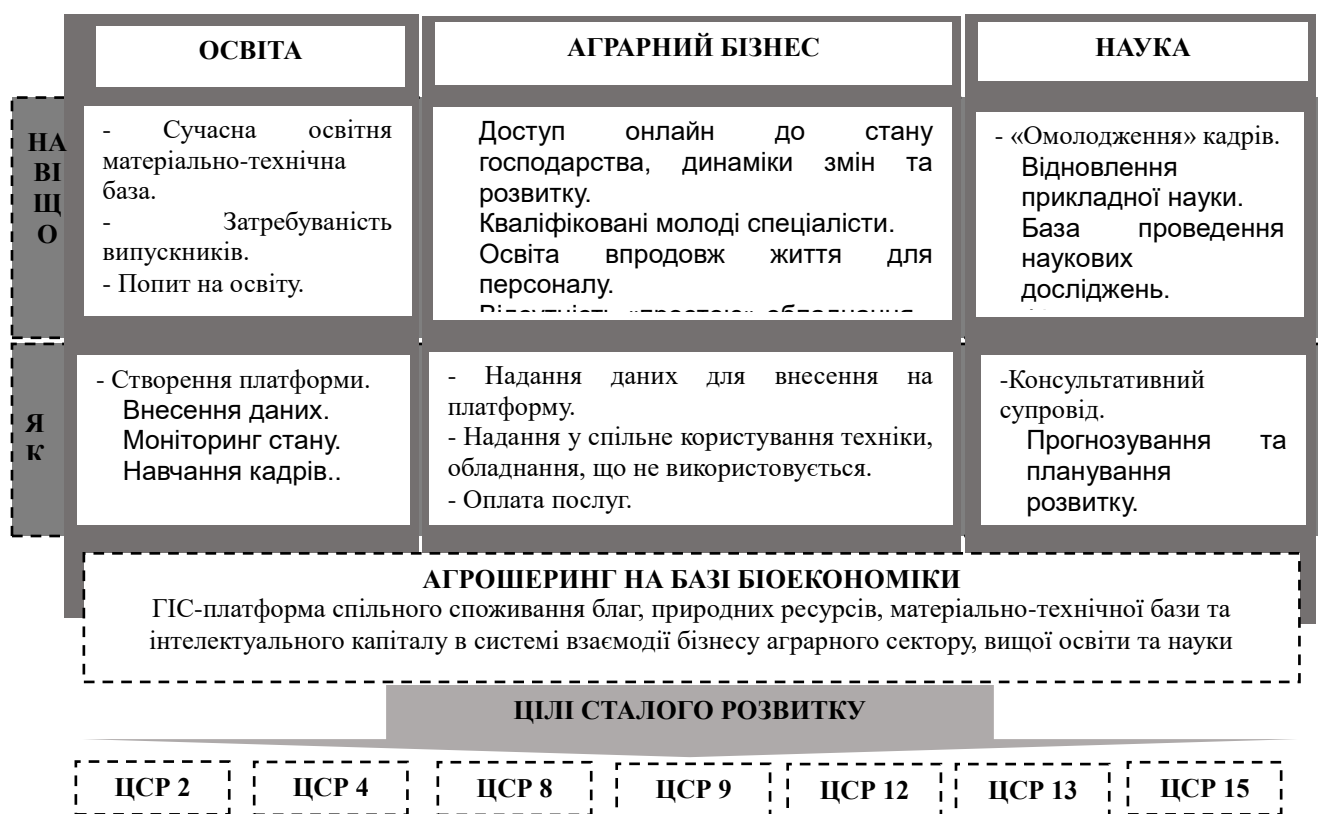 ОСВІТА
АГРАРНИЙ БІЗНЕС
НАУКА
НА
ВІ
Щ
О
- Сучасна освітня
матеріально-технічна
база.
- Затребуваність
випускників.
- Попит на освіту.
Доступ онлайн до стану
господарства, динаміки змін та
розвитку.
Кваліфіковані молоді спеціалісти.
Освіта впродовж життя для
персоналу.
Відсутність «простою» обладнання
- «Омолодження» кадрів.
Відновлення
прикладної науки.
База проведення
наукових
досліджень.
Я
К
- Створення платформи.
Внесення даних.
Моніторинг стану.
Навчання кадрів..
- Надання даних для внесення на
платформу.
- Надання у спільне користування техніки,
обладнання, що не використовується.
- Оплата послуг.
-Консультативний
супровід.
Прогнозування та
планування
розвитку.
АГРОШЕРИНГ НА БАЗІ БІОЕКОНОМІКИ
ГІС-платформа спільного споживання благ, природних ресурсів, матеріально-технічної бази та
інтелектуального капіталу в системі взаємодії бізнесу аграрного сектору, вищої освіти та науки
ЦІЛІ СТАЛОГО РОЗВИТКУ
ЦСР 2
ЦСР 4
ЦСР 8
ЦСР 9
ЦСР 12
ЦСР 13
ЦСР 15